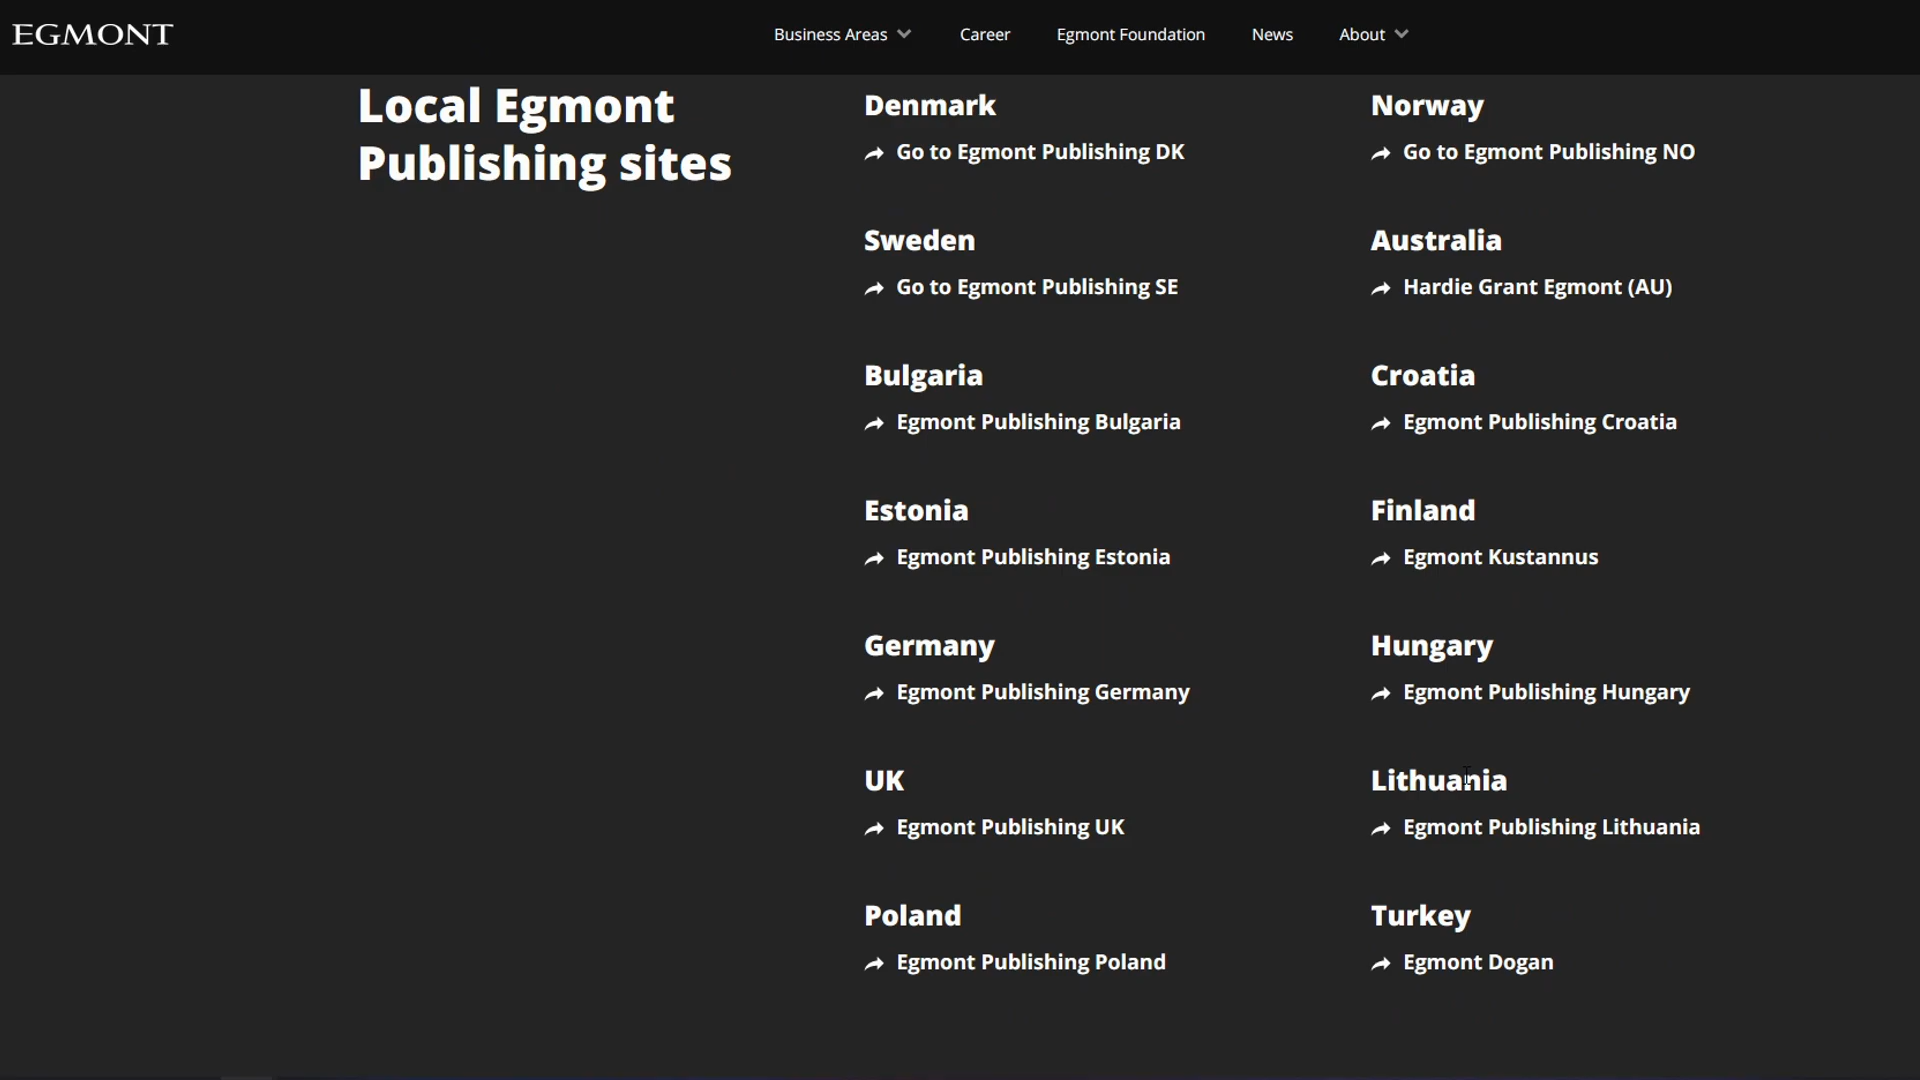 EGMONT
Business Areas
Career
Egmont Foundation
News
About
Local Egmont
Publishing sites
Denmark
Go to Egmont Publishing DK
Norway
Go to Egmont Publishing NO
Sweden
Go to Egmont Publishing SE
Australia
Hardie Grant Egmont (AU)
Bulgaria
Egmont Publishing Bulgaria
Croatia
Egmont Publishing Croatia
Estonia
Egmont Publishing Estonia
Finland
Egmont Kustannus
Germany
Egmont Publishing Germany
Hungary
Egmont Publishing Hungary
UK
Egmont Publishing UK
Lithuania
Egmont Publishing Lithuania
Poland
Egmont Publishing Poland
Turkey
Egmont Dogan